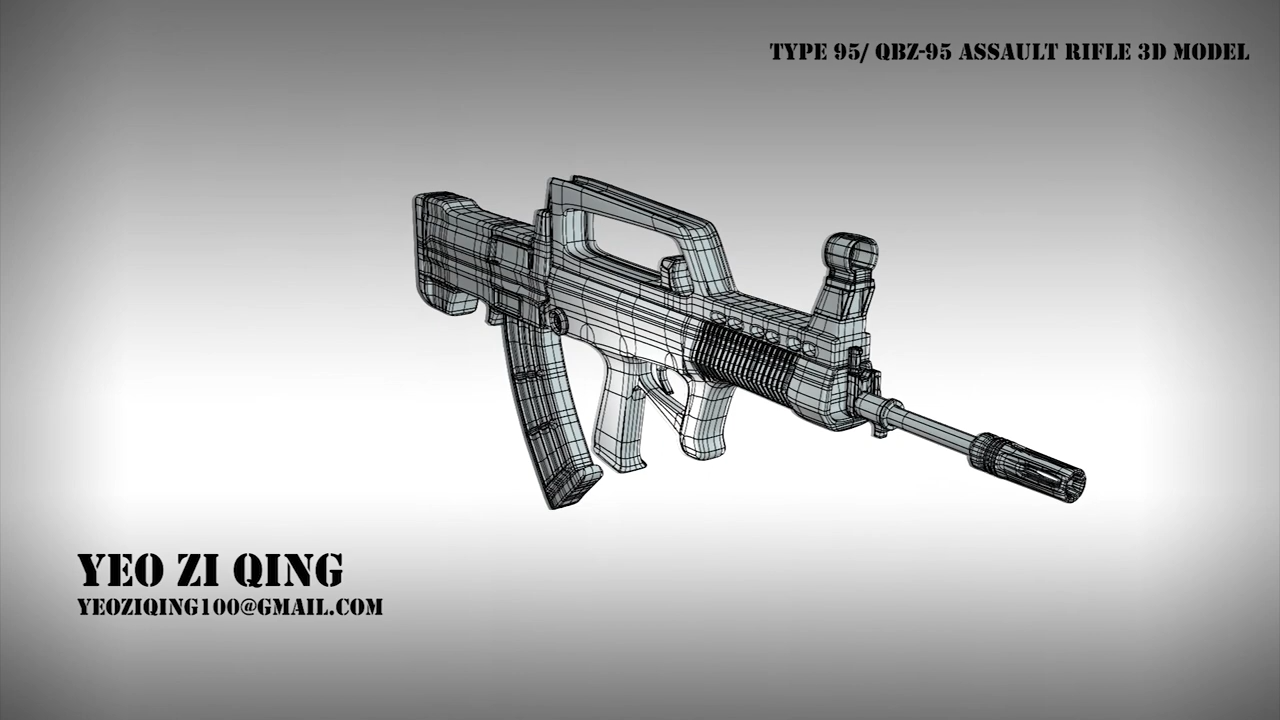 TYPE 95/ QBZ-95 ASSAULT RIFLE 3D MODEL
YEO ZI QING
YEOZIQING100@GMAIL.COM